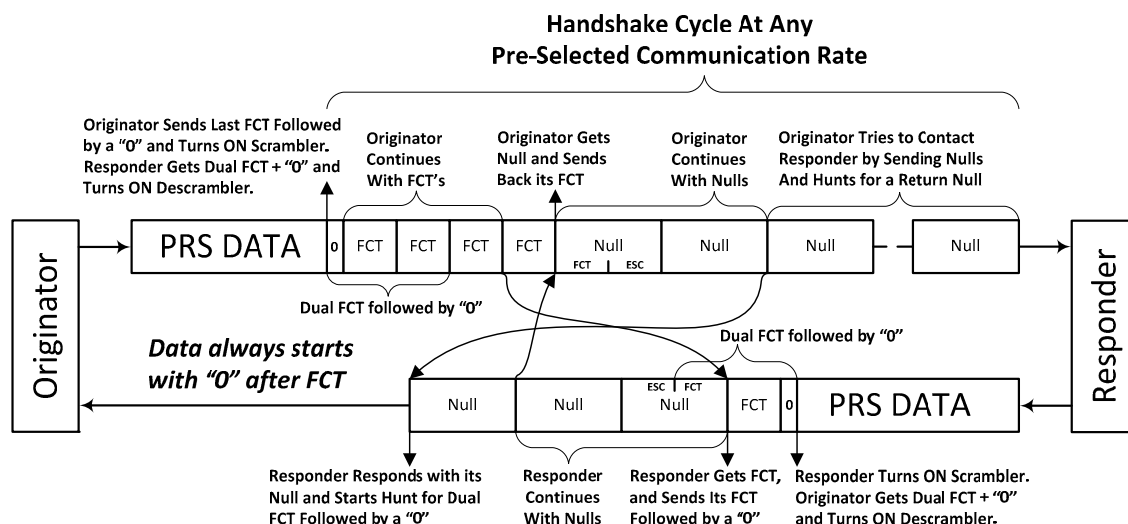 Handshake Cycle At Any
Pre-Selected Communication Rate
Originator Sends Last FCT Followed
by a “0” and Turns ON Scrambler.
Responder Gets Dual FCT + “0” and
Turns ON Descrambler.
Originator
Continues
With FCT’s
Originator Gets
Null and Sends
Back its FCT
Originator
Continues
With Nulls
Originator Tries to Contact
Responder by Sending Nulls
And Hunts for a Return Null
Originator
PRS DATA
0
FCT
FCT
FCT
FCT
Null
FCT
ESC
Null
Null
Null
Responder
Dual FCT followed by “0”
Data always starts
with “0” after FCT
Dual FCT followed by “0”
Null
Null
ESC
FCT
Null
FCT
0
PRS DATA
Responder Responds with its
Null and Starts Hunt for Dual
FCT Followed by a “0”
Responder
Continues
With Nulls
Responder Gets FCT,
and Sends Its FCT
Followed by a “0”
Responder Turns ON Scrambler.
Originator Gets Dual FCT + “0”
and Turns ON Descrambler.